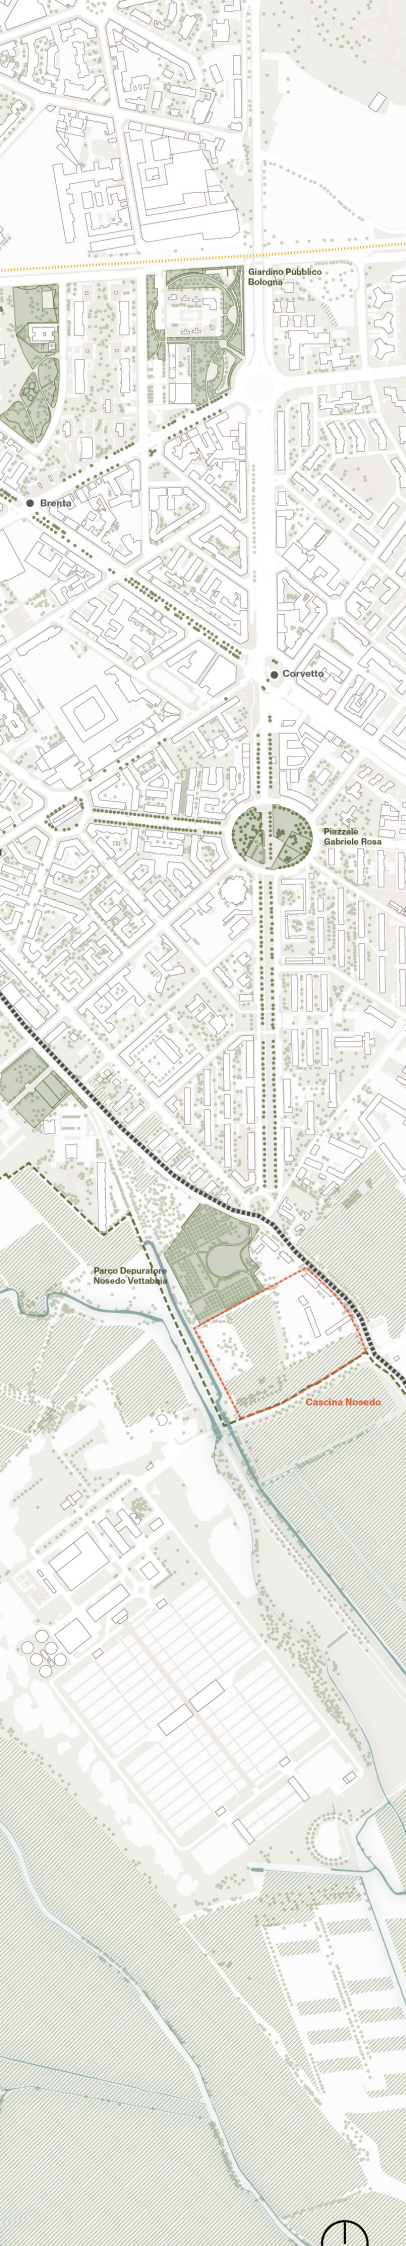 Giardino Pubblico
Bologna
Brenta
Corvetto
Piazzale
Gabriele Rosa
Parco Depuratore
Nosedo Vettabbia
Cascina Nosedo